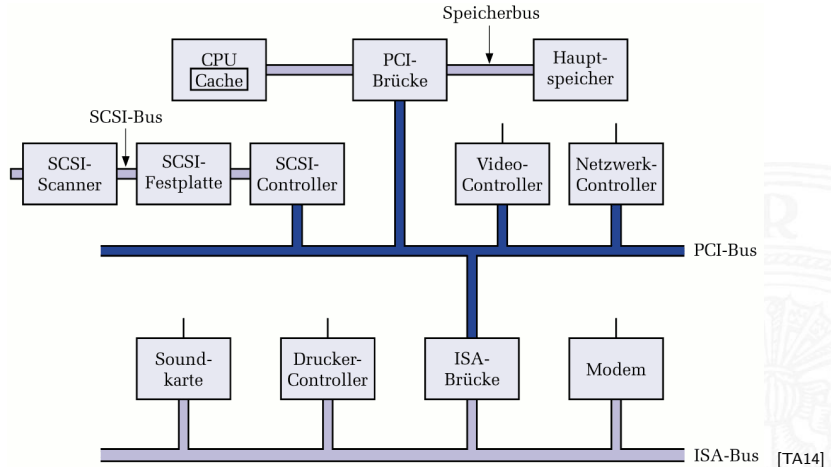 Speicherbus
CPU
Cache
PCI-
Brücke
Haupt-
speicher
SCSI-Bus
SCSI-
Scanner
SCSI-
Festplatte
SCSI-
Controller
Video-
Controller
Netzwerk-
Controller
PCI-Bus
Sound-
karte
Drucker-
Controller
ISA-
Brücke
Modem
ISA-Bus
[TA14]